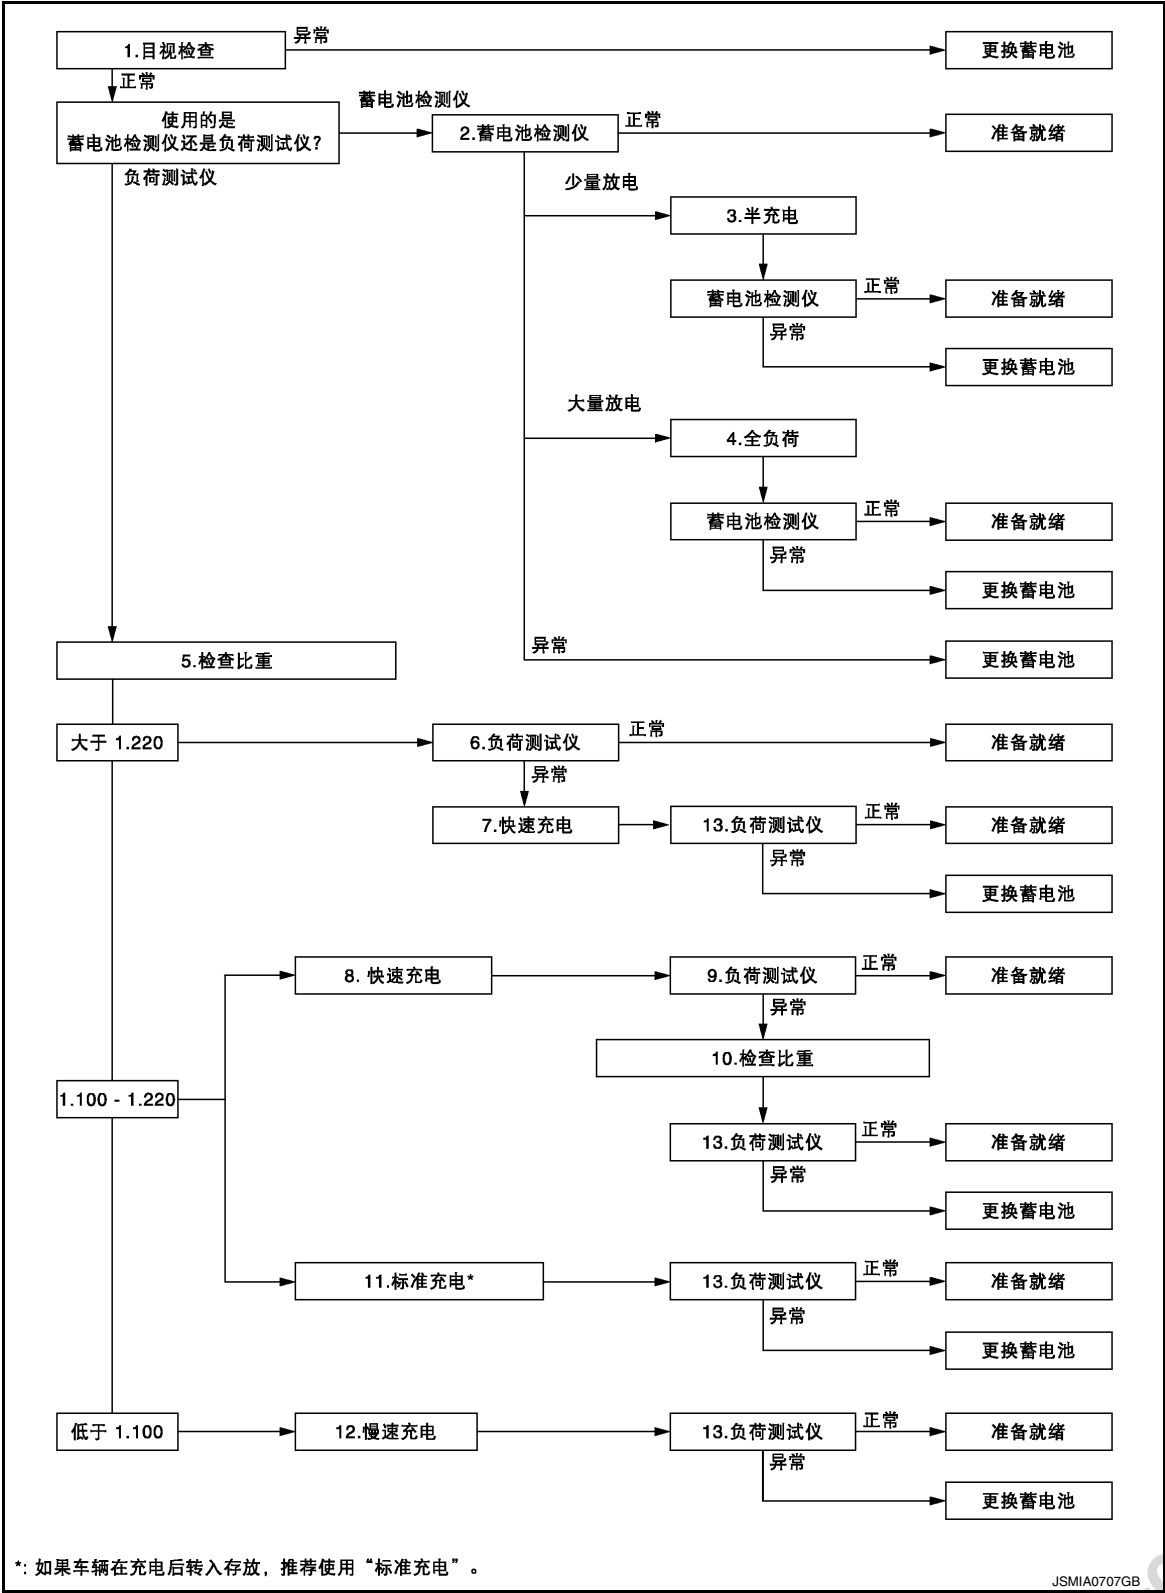 1.目视检查
异常
更换蓄电池
正常
使用的是
蓄电池检测仪还是负荷测试仪?
蓄电池检测仪
2.蓄电池检测仪
正常
准备就绪
负荷测试仪
少量放电
3.半充电
蓄电池检测仪
正常
准备就绪
异常
更换蓄电池
大量放电
4.全负荷
蓄电池检测仪
正常
准备就绪
异常
更换蓄电池
异常
更换蓄电池
5.检查比重
大于 1.220
6.负荷测试仪
正常
准备就绪
异常
7.快速充电
13.负荷测试仪
正常
准备就绪
异常
更换蓄电池
8. 快速充电
9.负荷测试仪
正常
准备就绪
异常
10.检查比重
1.100 - 1.220
13.负荷测试仪
正常
准备就绪
异常
更换蓄电池
11.标准充电*
13.负荷测试仪
正常
准备就绪
异常
更换蓄电池
低于 1.100
12.慢速充电
13.负荷测试仪
正常
准备就绪
异常
更换蓄电池
*: 如果车辆在充电后转入存放，推荐使用“标准充电”。
JSMIA0707GB